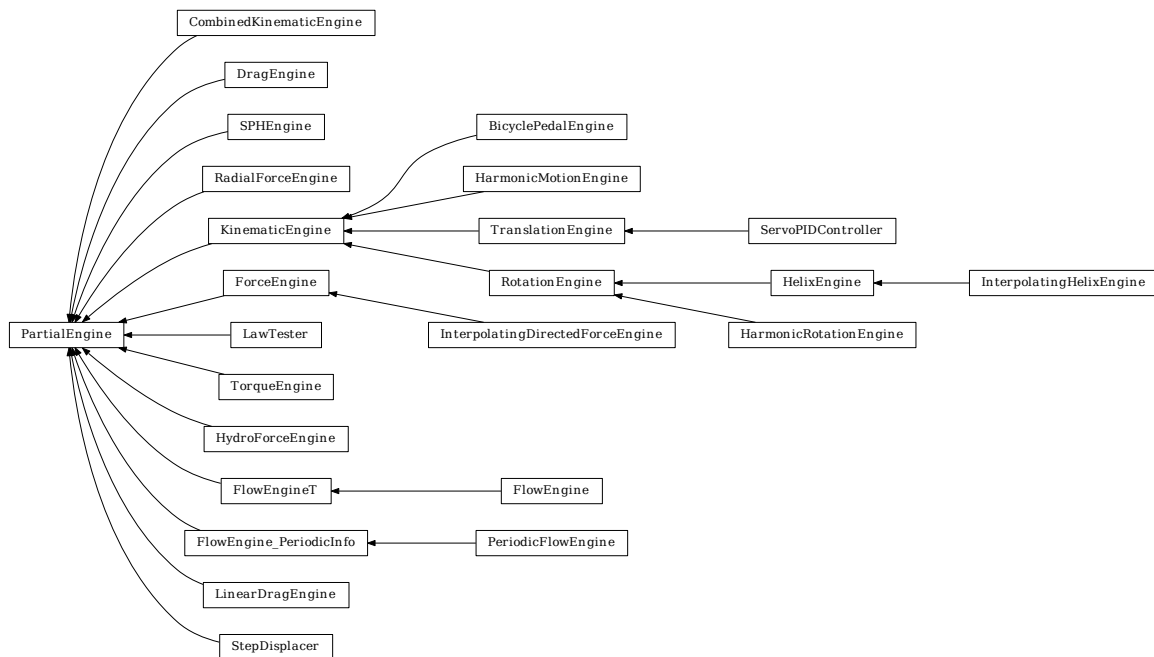 CombinedKinematicEngine
DragEngine
SPHEngine
BicyclePedalEngine
RadialForceEngine
HarmonicMotionEngine
KinematicEngine
TranslationEngine
ServoPIDController
ForceEngine
RotationEngine
HelixEngine
InterpolatingHelixEngine
PartialEngine
LawTester
InterpolatingDirectedForceEngine
HarmonicRotationEngine
TorqueEngine
HydroForceEngine
FlowEngineT
FlowEngine
FlowEngine_PeriodicInfo
PeriodicFlowEngine
LinearDragEngine
StepDisplacer